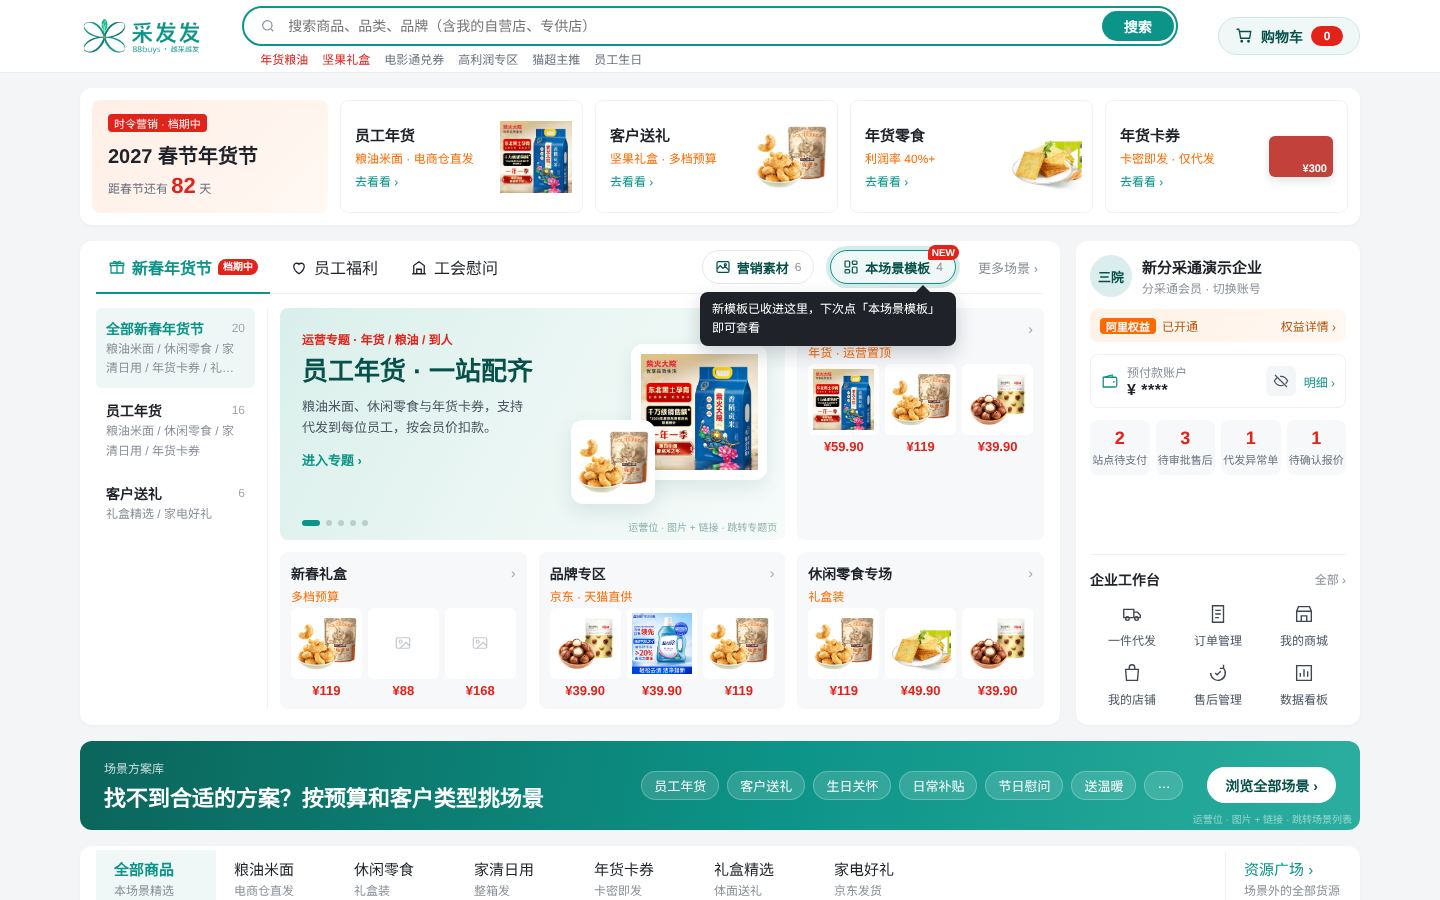 采发发
88buys · 越采越发
搜索商品、品类、品牌（含我的自营店、专供店）
搜索
购物车 0
年货粮油 坚果礼盒 电影通兑券 高利润专区 猫超主推 员工生日
时令营销 · 档期中
2027 春节年货节
距春节还有 82 天
员工年货
粮油米面 · 电商仓直发
去看看 ›
客户送礼
坚果礼盒 · 多档预算
去看看 ›
年货零食
利润率 40%+
去看看 ›
年货卡券
卡密即发 · 仅代发
去看看 ›
¥300
新春年货节 档期中
员工福利
工会慰问
营销素材 6
本场景模板 4
NEW
更多场景 ›
新模板已收进这里，下次点「本场景模板」
即可查看
全部新春年货节 20
粮油米面 / 休闲零食 / 家
清日用 / 年货卡券 / 礼…
员工年货 16
粮油米面 / 休闲零食 / 家
清日用 / 年货卡券
客户送礼 6
礼盒精选 / 家电好礼
运营专题 · 年货 / 粮油 / 到人
员工年货 · 一站配齐
粮油米面、休闲零食与年货卡券，支持
代发到每位员工，按会员价扣款。
进入专题 ›
运营位 · 图片 + 链接 · 跳转专题页
›
年货 · 运营置顶
¥59.90 ¥119 ¥39.90
新春礼盒 ›
多档预算
¥119 ¥88 ¥168
品牌专区 ›
京东 · 天猫直供
¥39.90 ¥39.90 ¥119
休闲零食专场 ›
礼盒装
¥119 ¥49.90 ¥39.90
三院
新分采通演示企业
分采通会员 · 切换账号
阿里权益 已开通 权益详情 ›
预付款账户
¥ ****
明细 ›
2 3 1 1
站点待支付 待审批售后 代发异常单 待确认报价
企业工作台 全部 ›
一件代发 订单管理 我的商城
我的店铺 售后管理 数据看板
场景方案库
找不到合适的方案？按预算和客户类型挑场景
员工年货 客户送礼 生日关怀 日常补贴 节日慰问 送温暖 ···
浏览全部场景 ›
运营位 · 图片 + 链接 · 跳转场景列表
全部商品 粮油米面 休闲零食 家清日用 年货卡券 礼盒精选 家电好礼 资源广场 ›
本场景精选 电商仓直发 礼盒装 整箱发 卡密即发 体面送礼 京东发货 场景外的全部货源